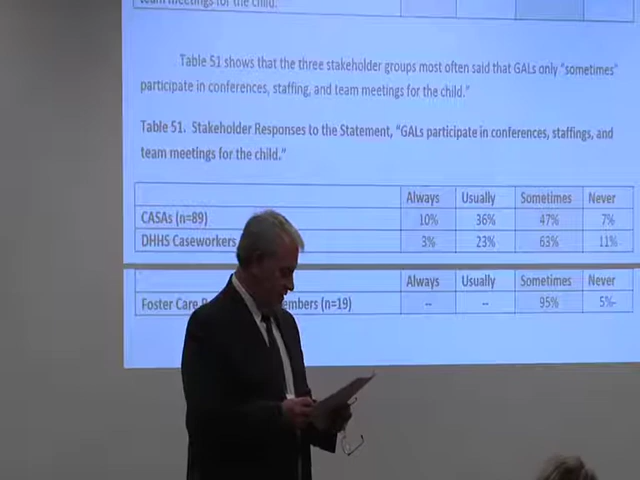 team meetings for the child.
Table 51 shows that the three stakeholder groups most often said that GALs only "sometimes"
participate in conferences, staffing, and team meetings for the child."
Table 51. Stakeholder Responses to the Statement, "GALs participate in conferences, staffings, and
team meetings for the child."
Always Usually Sometimes Never
CASAs (n=89) 10% 36% 47% 7%
DHHS Caseworkers 3% 23% 63% 11%
Always Usually Sometimes Never
Foster Care (n=19) -- -- 95% 5%